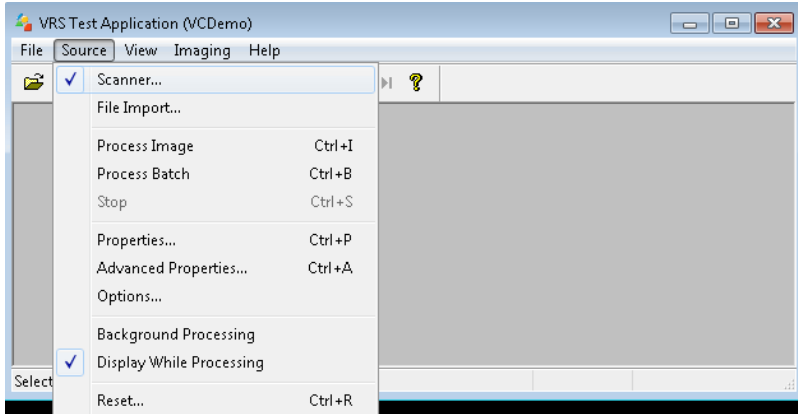 VRS Test Application (VCDemo)
File Source View Imaging Help
Scanner...
File Import...
Process Image Ctrl+I
Process Batch Ctrl+B
Stop Ctrl+S
Properties... Ctrl+P
Advanced Properties... Ctrl+A
Options...
Background Processing
Display While Processing
Select
Reset... Ctrl+R